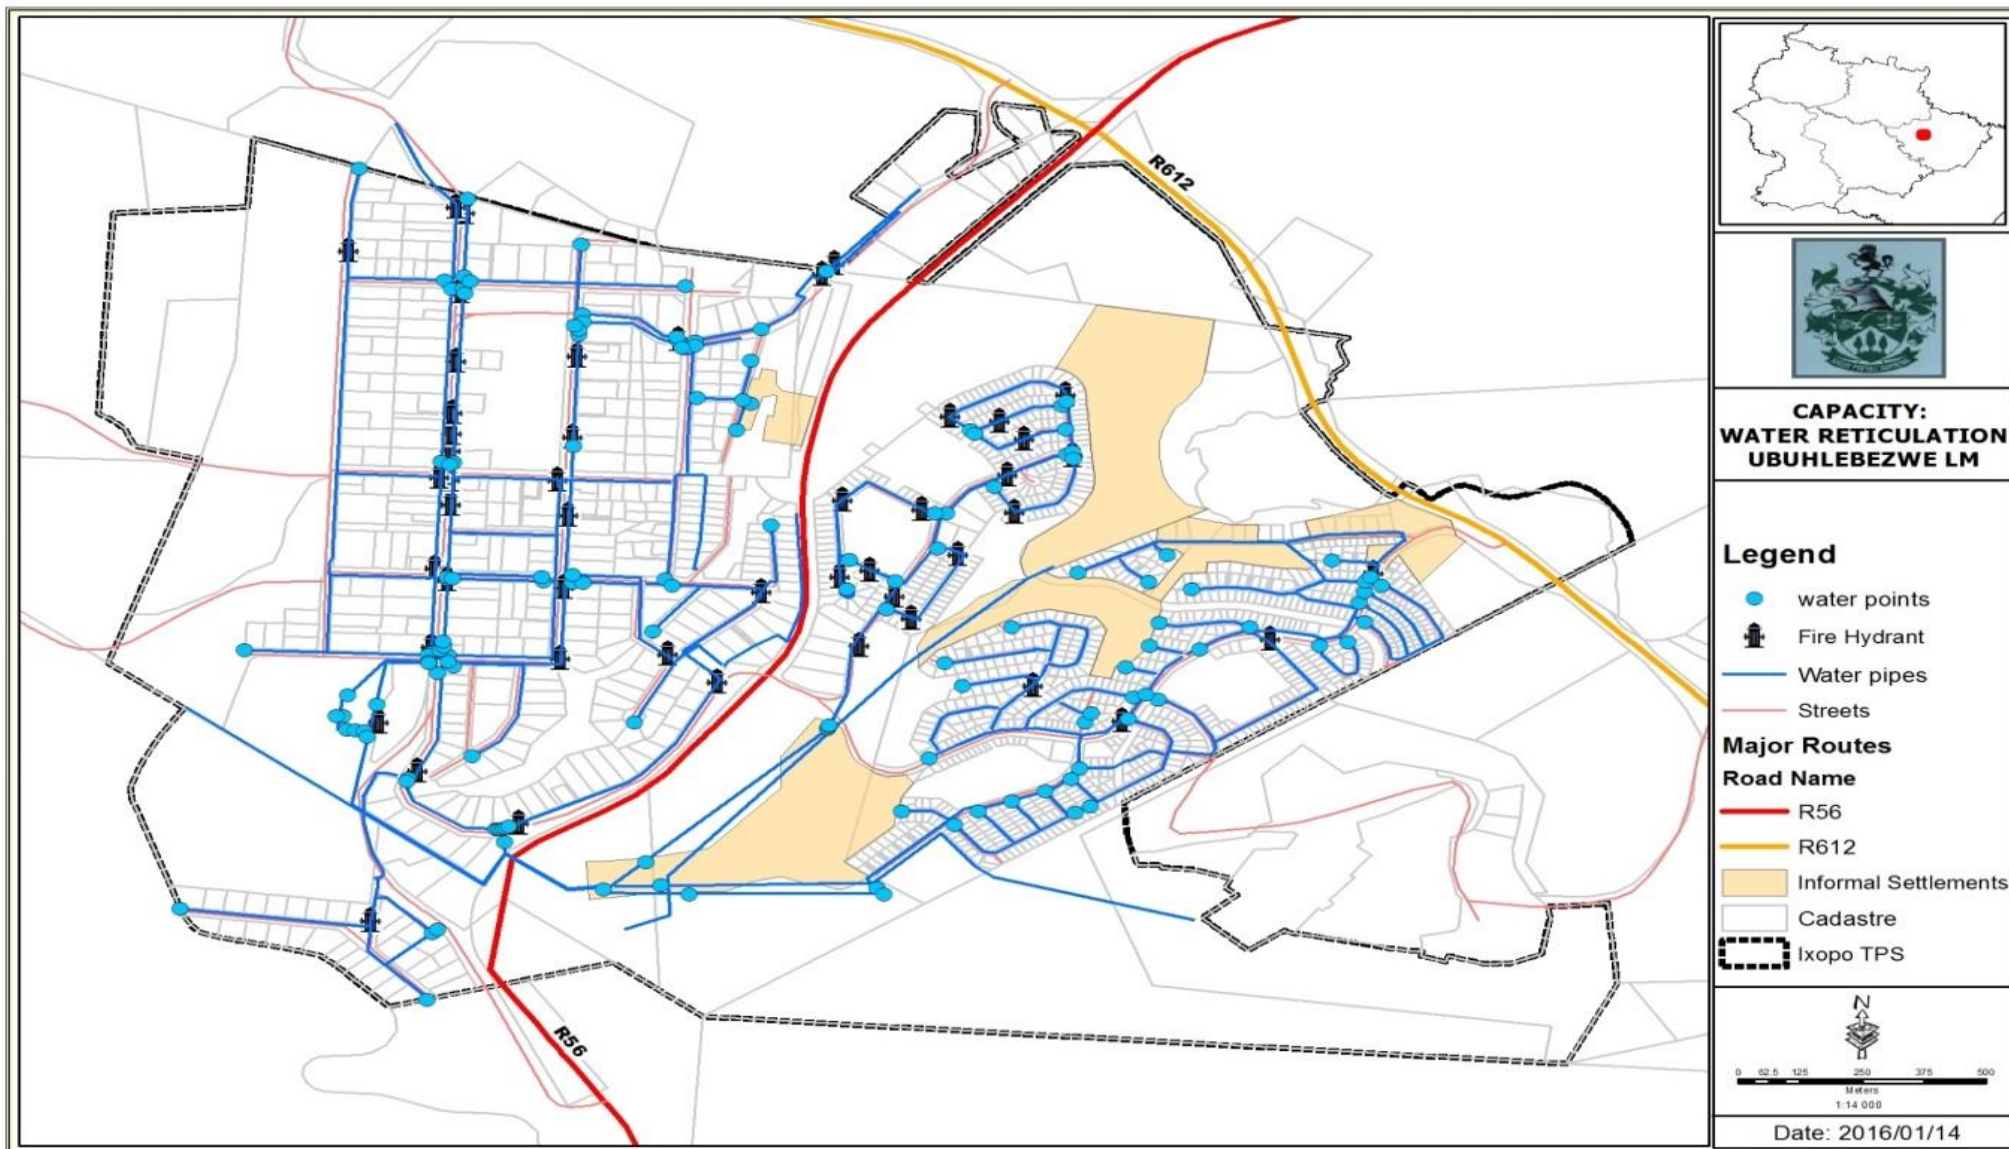 R612
R56
CAPACITY:
WATER RETICULATION
UBUHLEBEZWE LM
Legend
water points
Fire Hydrant
Water pipes
Streets
Major Routes
Road Name
R56
R612
Informal Settlements
Cadastre
Ixopo TPS
N
0 62.5 125 250 375 500
Meters
1:14 000
Date: 2016/01/14